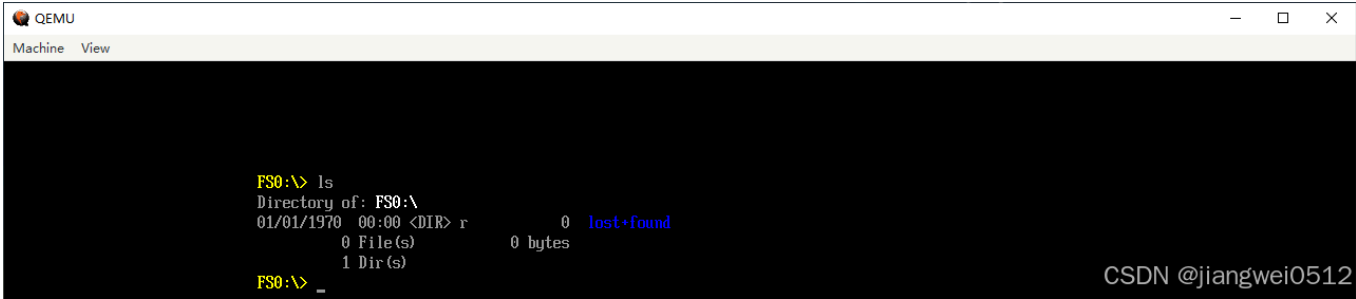 QEMU
Machine View
FS0:\> ls
Directory of: FS0:\
01/01/1970 00:00 <DIR> r 0 lost+found
0 File(s) 0 bytes
1 Dir(s)
FS0:\> _
CSDN @jiangwei0512